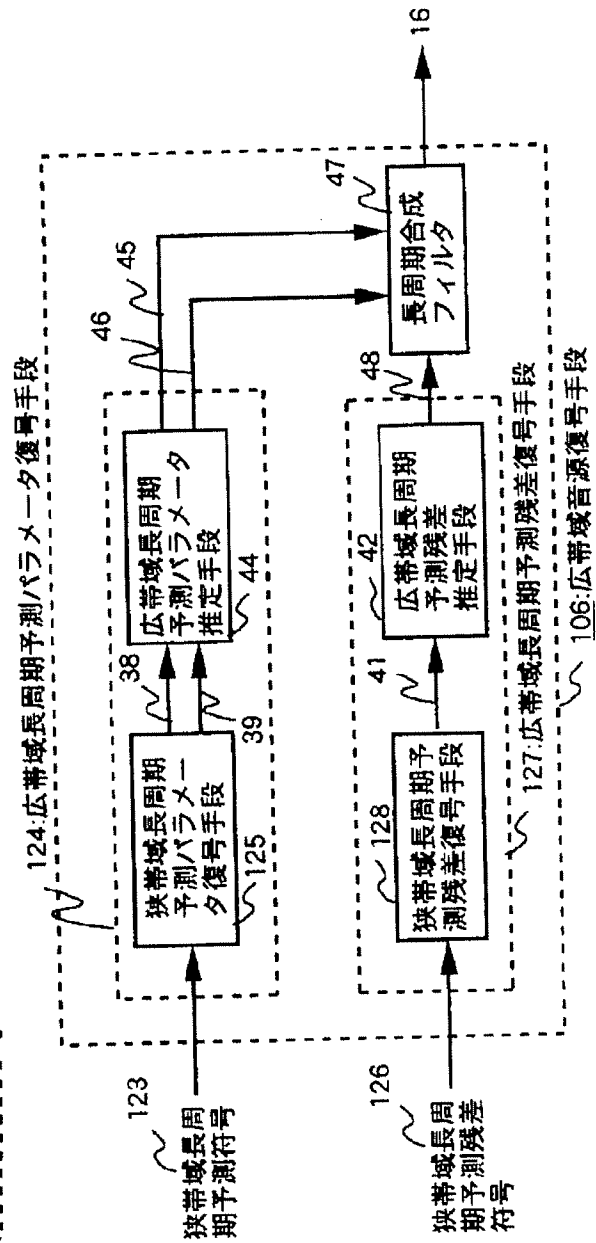 124:広帯域長周期予測パラメータ復号手段
123
狭帯域長周
期予測符号
狭帯域長周期
予測パラメー
タ復号手段
125
38
39
広帯域長周期
予測パラメータ
推定手段
44
46
45
47
長周期合成
フィルタ
16
126
狭帯域長周
期予測残差
符号
128
狭帯域長周期予
測残差復号手段
41
42
広帯域長周期
予測残差
推定手段
48
127:広帯域長周期予測残差復号手段
106:広帯域音源復号手段